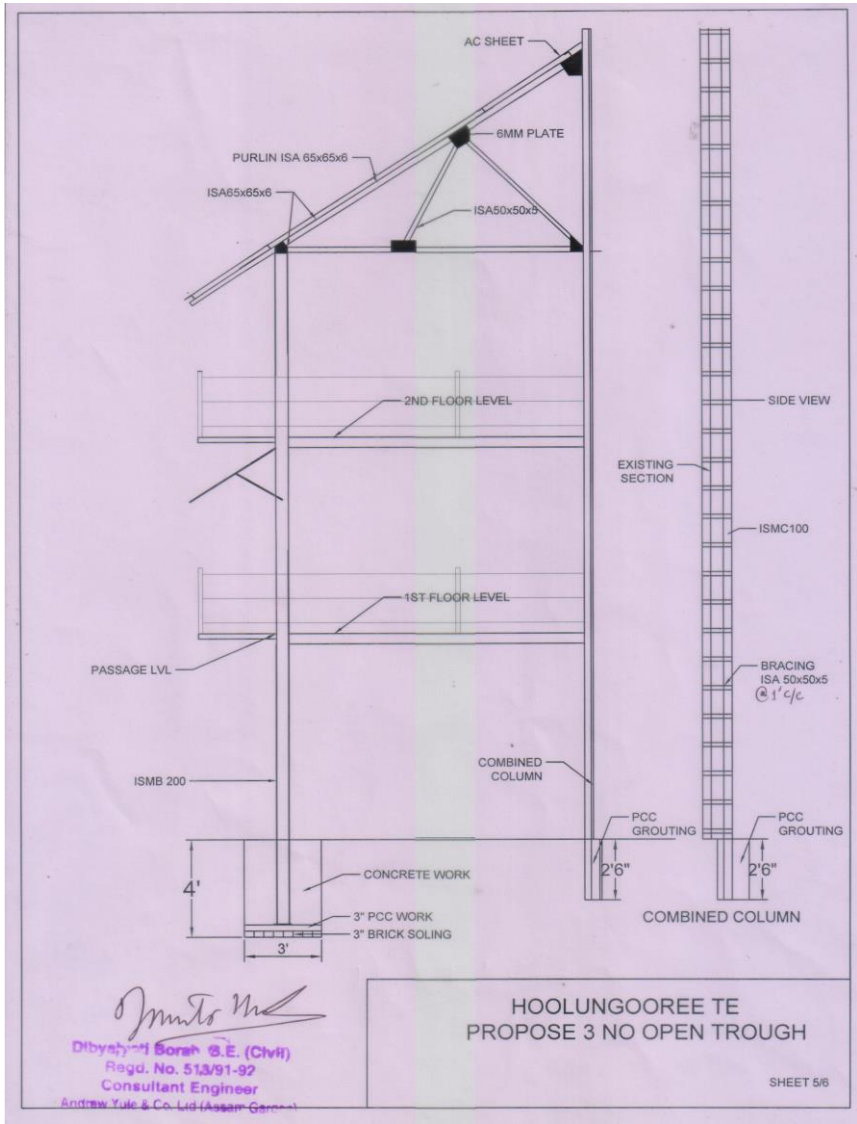 AC SHEET
6MM PLATE
PURLIN ISA 65x65x6
ISA65x65x6
ISA50x50x5
2ND FLOOR LEVEL
SIDE VIEW
EXISTING
SECTION
ISMC100
1ST FLOOR LEVEL
PASSAGE LVL
BRACING
ISA 50x50x5
@ 1' c/c
ISMB 200
COMBINED
COLUMN
PCC
GROUTING
PCC
GROUTING
4'
CONCRETE WORK
2'6"
2'6"
3" PCC WORK
3" BRICK SOLING
3'
COMBINED COLUMN
HOOLUNGOOREE TE
PROPOSE 3 NO OPEN TROUGH
SHEET 5/6
Borah B.E. (Civil)
Regd. No. 513/91-92
Consultant Engineer
Andrew Yule & Co. Ltd (Assam Garden)